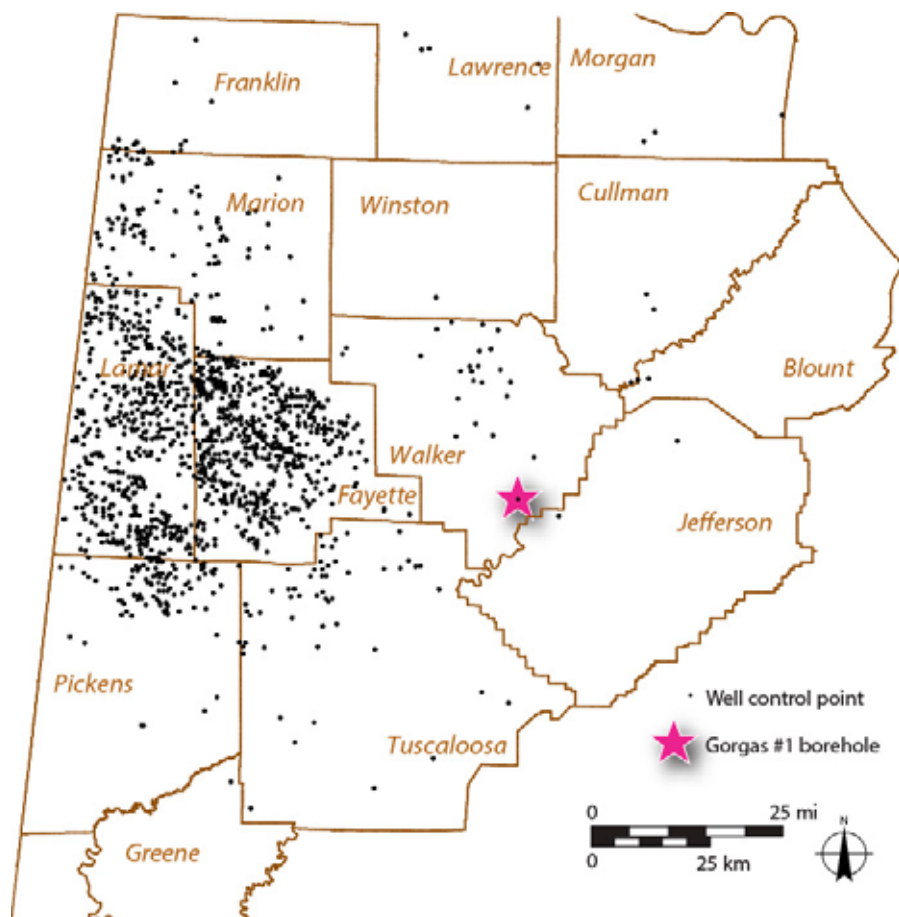 Franklin
Lawrence
Morgan
Marion
Winston
Cullman
Lamar
Blount
Walker
Fayette
Jefferson
Pickens
Well control point
Tuscaloosa
Gorgas #1 borehole
0 25 mi
N
0 25 km
Greene